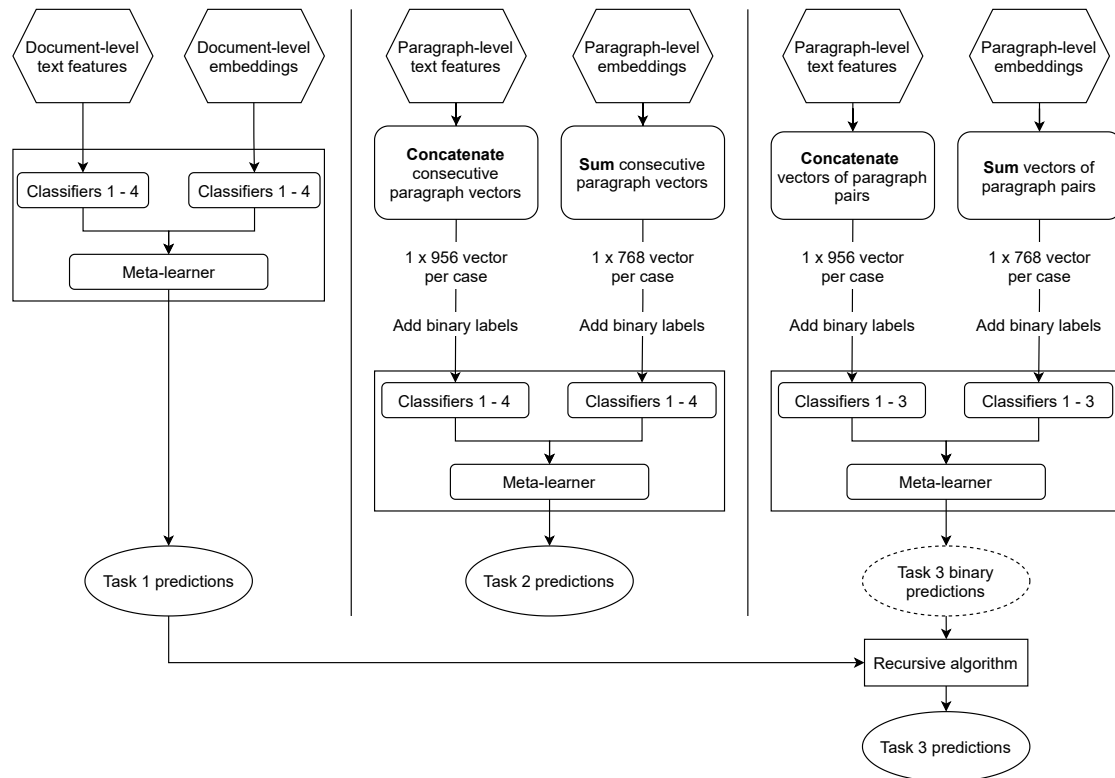 Document-level
text features
Document-level
embeddings
Classifiers 1 - 4
Classifiers 1 - 4
Meta-learner
Task 1 predictions
Paragraph-level
text features
Paragraph-level
embeddings
Concatenate
consecutive
paragraph vectors
Sum consecutive
paragraph vectors
1 x 956 vector
per case
1 x 768 vector
per case
Add binary labels
Add binary labels
Classifiers 1 - 4
Classifiers 1 - 4
Meta-learner
Task 2 predictions
Paragraph-level
text features
Paragraph-level
embeddings
Concatenate
vectors of paragraph
pairs
Sum vectors of
paragraph pairs
1 x 956 vector
per case
1 x 768 vector
per case
Add binary labels
Add binary labels
Classifiers 1 - 3
Classifiers 1 - 3
Meta-learner
Task 3 binary
predictions
Recursive algorithm
Task 3 predictions